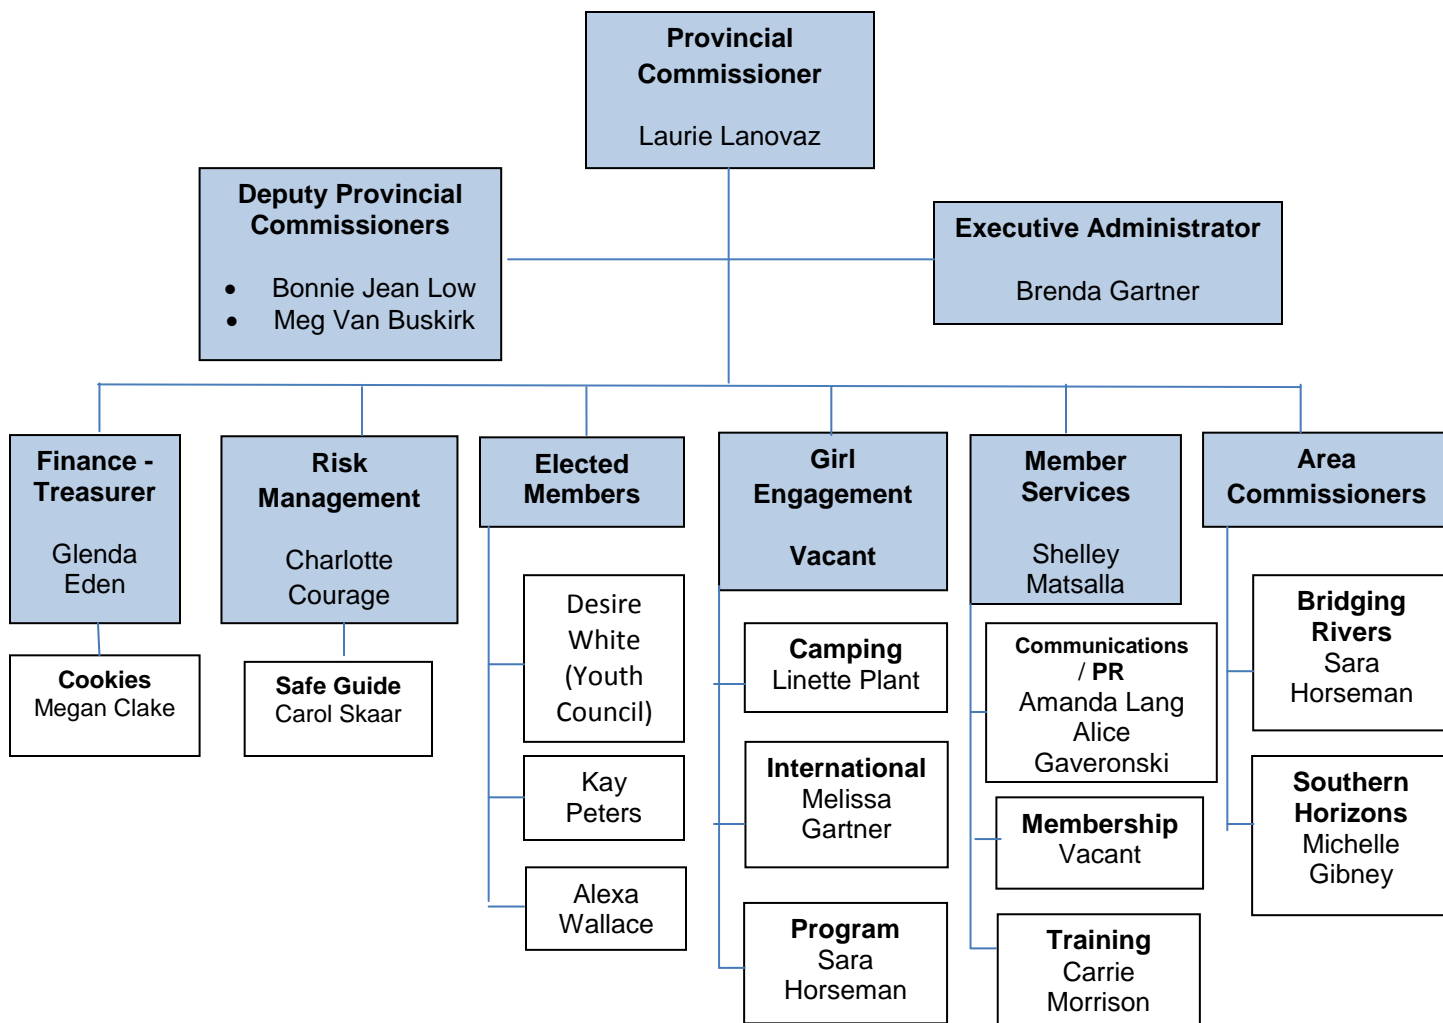 Provincial
Commissioner
Laurie Lanovaz
Deputy Provincial
Commissioners
• Bonnie Jean Low
• Meg Van Buskirk
Executive Administrator
Brenda Gartner
Finance -
Treasurer
Glenda
Eden
Cookies
Megan Clake
Risk
Management
Charlotte
Courage
Safe Guide
Carol Skaar
Elected
Members
Desire
White
(Youth
Council)
Kay
Peters
Alexa
Wallace
Girl
Engagement
Vacant
Camping
Linette Plant
International
Melissa
Gartner
Program
Sara
Horseman
Member
Services
Shelley
Matsalla
Communications
/ PR
Amanda Lang
Alice
Gaveronski
Membership
Vacant
Training
Carrie
Morrison
Area
Commissioners
Bridging
Rivers
Sara
Horseman
Southern
Horizons
Michelle
Gibney